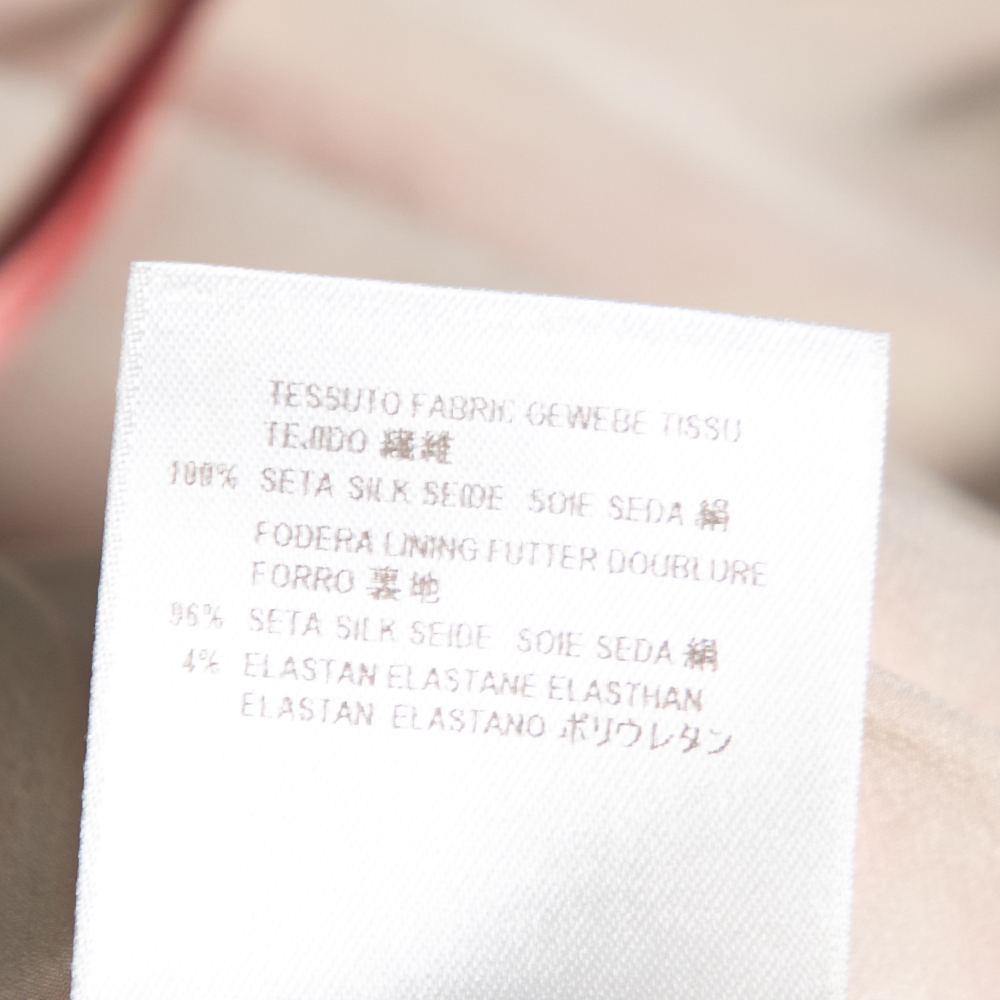 TESSUTO FABRIC GEWEBE TISSU
TEJIDO 繊維
100% SETA SILK SEIDE SOIE SEDA 絹
FODERA LINING FUTTER DOUBLURE
FORRO 裏地
96% SETA SILK SEIDE SOIE SEDA 絹
4% ELASTAN ELASTANE ELASTHAN
ELASTAN ELASTANO ポリウレタン